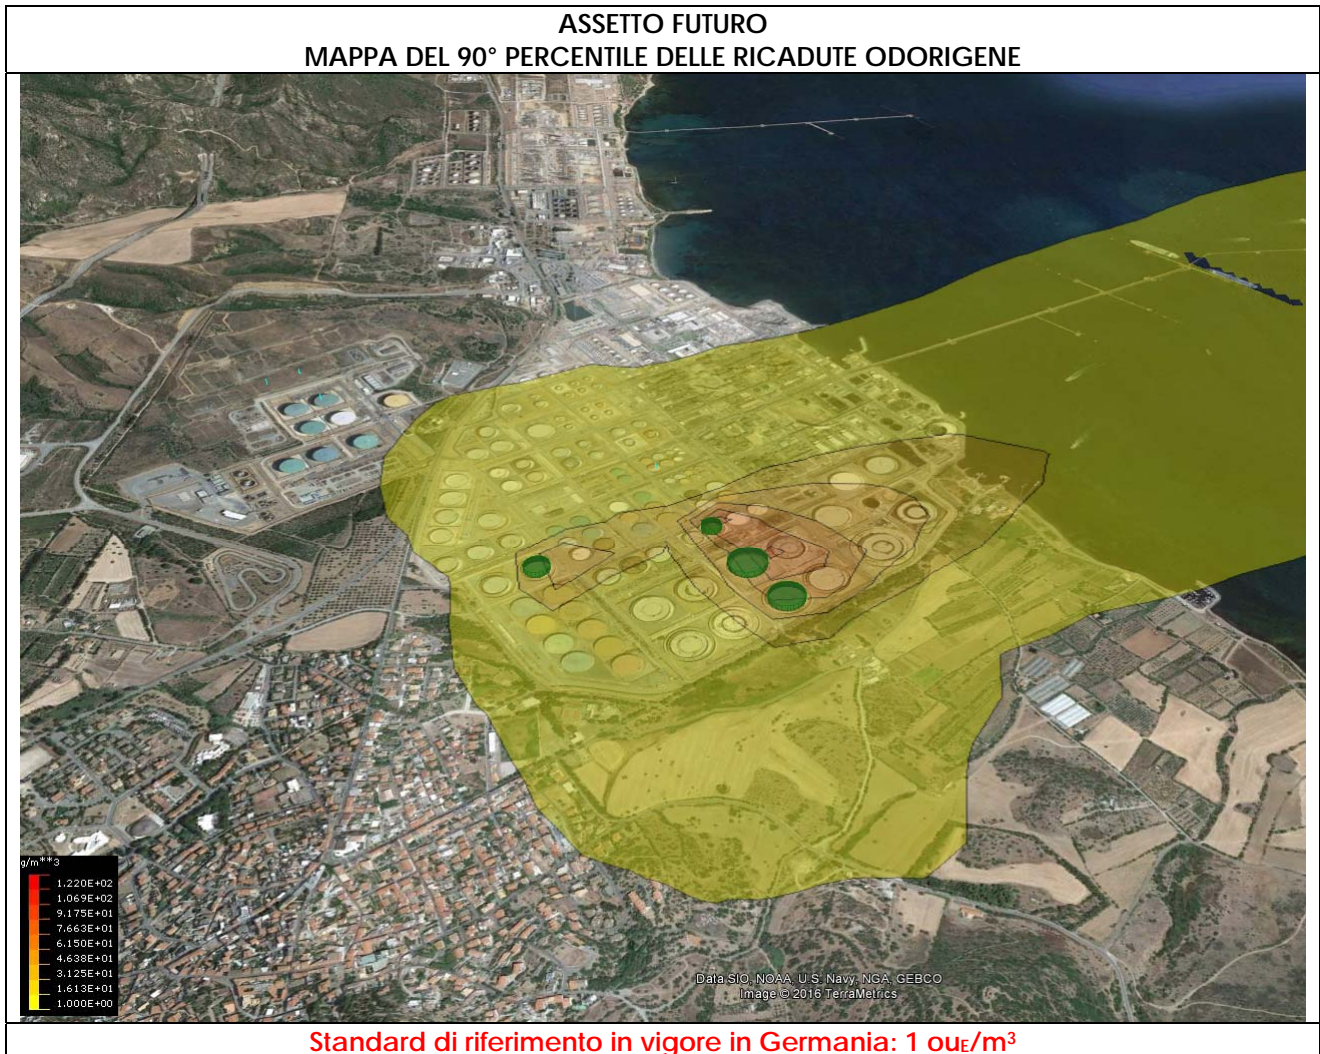 ASSETTO FUTURO
MAPPA DEL 90° PERCENTILE DELLE RICADUTE ODORIGENE
g/m**3
1.220E+02
1.069E+02
9.175E+01
7.663E+01
6.150E+01
4.638E+01
3.125E+01
1.613E+01
1.000E+00
Data SIO, NOAA, U.S. Navy, NGA, GEBCO
Image © 2016 TerraMetrics
Standard di riferimento in vigore in Germania: 1 ouE/m³